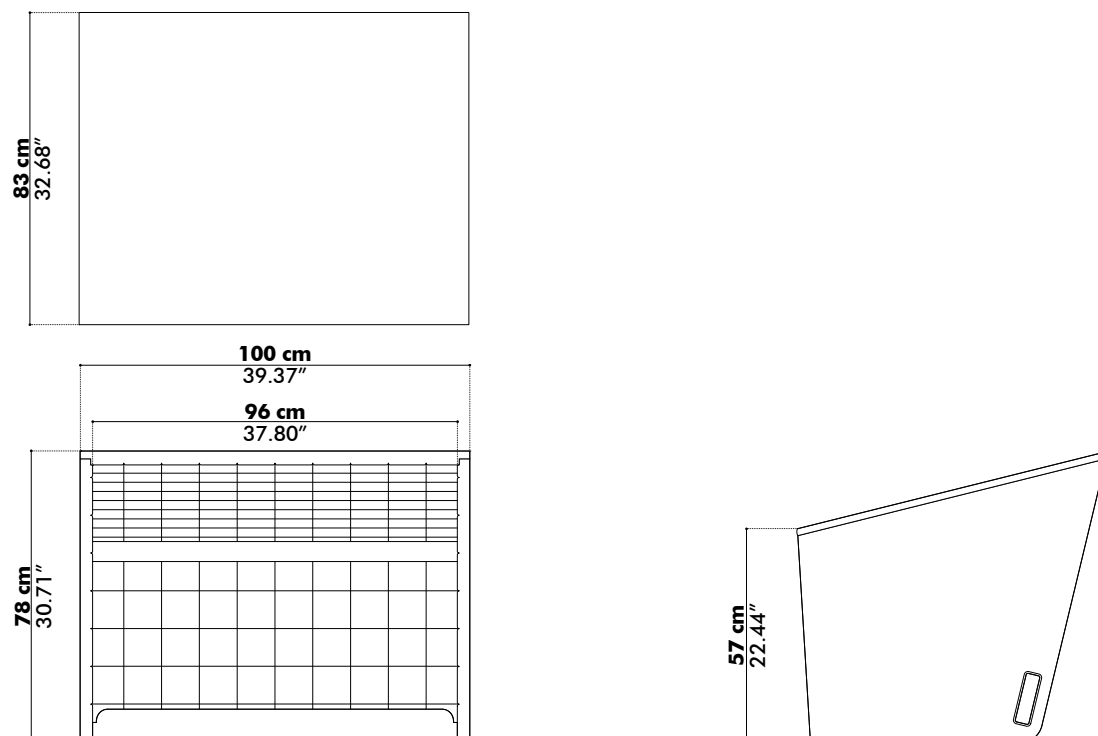 83 cm
32.68”
100 cm
39.37”
96 cm
37.80”
78 cm
30.71”
57 cm
22.44”